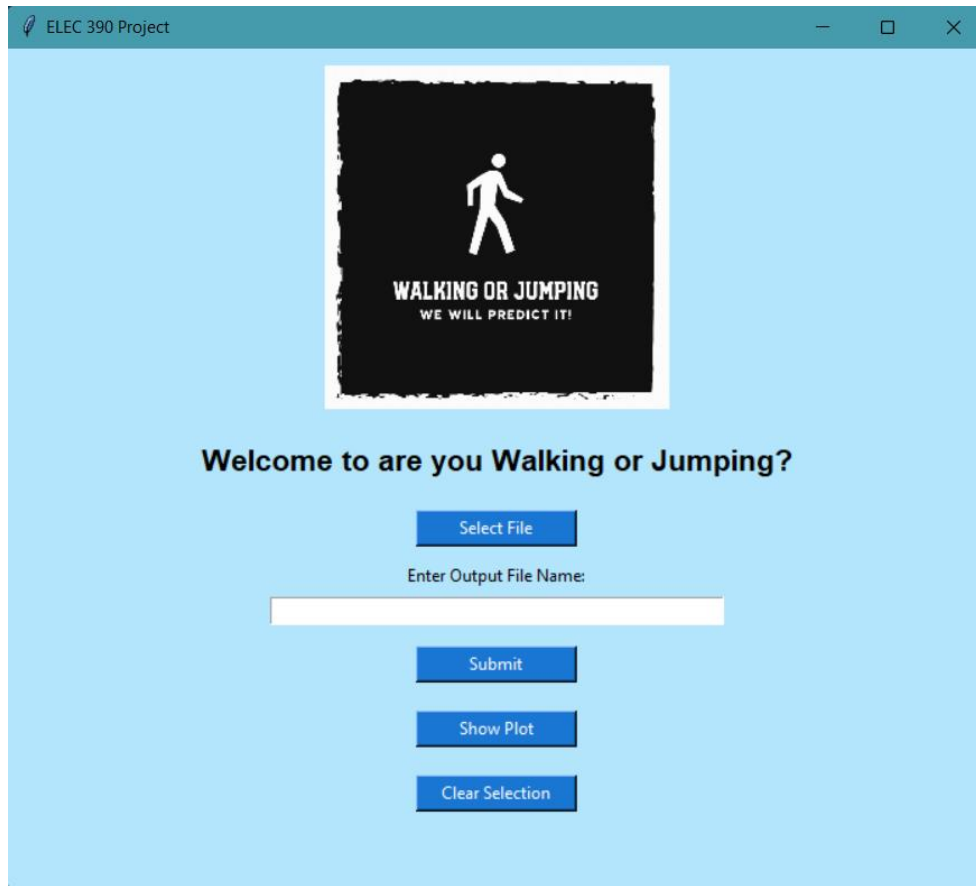 ELEC 390 Project
WALKING OR JUMPING
WE WILL PREDICT IT!
Welcome to are you Walking or Jumping?
Select File
Enter Output File Name:
Submit
Show Plot
Clear Selection